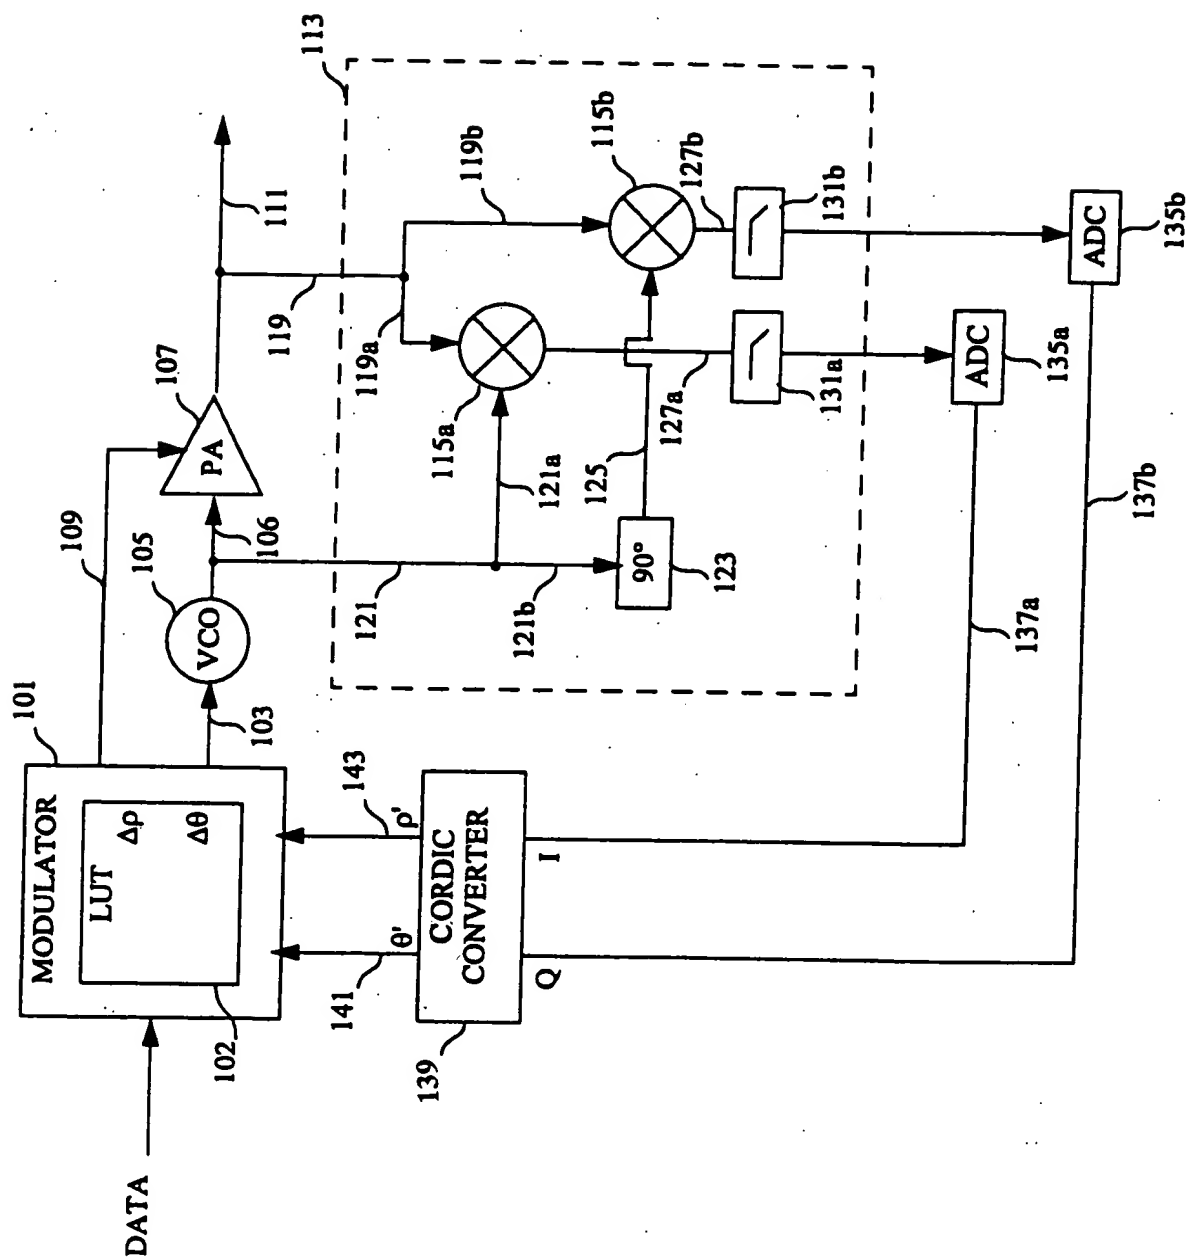 DATA
MODULATOR
LUT
Δρ
Δθ
101
102
103
VCO
105
106
109
PA
107
111
113
119
119a
119b
115a
115b
121
121a
121b
90°
123
125
127a
127b
131a
131b
ADC
135a
ADC
135b
137a
137b
CORDIC
CONVERTER
139
θ'
ρ'
141
143
I
Q